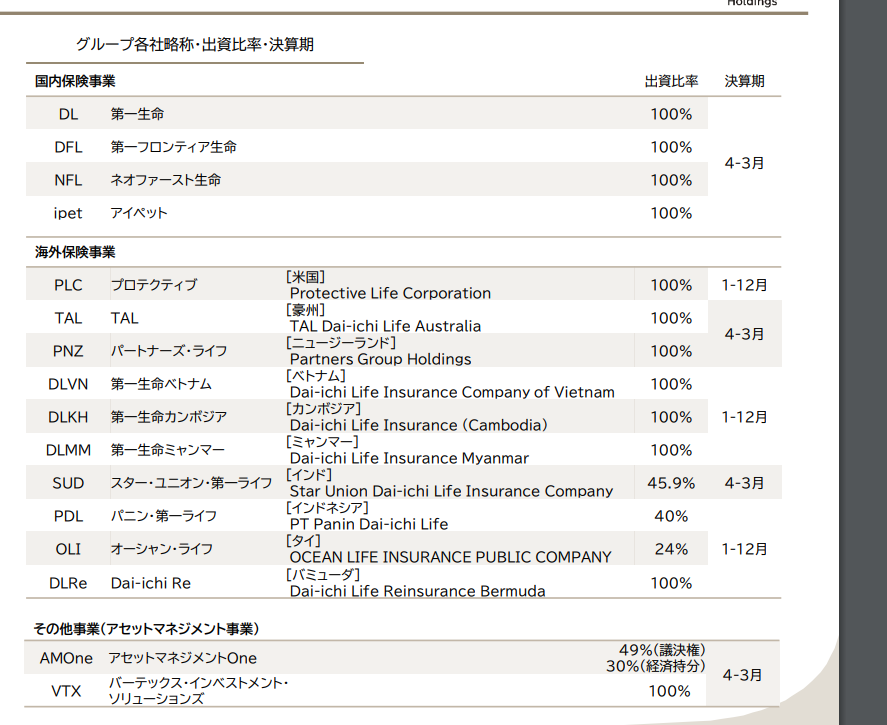 Holdings
グループ各社略称・出資比率・決算期
国内保険事業 出資比率 決算期
DL 第一生命 100%
DFL 第一フロンティア生命 100%
4-3月
NFL ネオファースト生命 100%
ipet アイペット 100%
海外保険事業
PLC プロテクティブ [米国] 100% 1-12月
Protective Life Corporation
TAL TAL [豪州] 100%
TAL Dai-ichi Life Australia
4-3月
PNZ パートナーズ・ライフ [ニュージーランド] 100%
Partners Group Holdings
DLVN 第一生命ベトナム [ベトナム] 100%
Dai-ichi Life Insurance Company of Vietnam
DLKH 第一生命カンボジア [カンボジア] 100% 1-12月
Dai-ichi Life Insurance (Cambodia)
DLMM 第一生命ミャンマー [ミャンマー] 100%
Dai-ichi Life Insurance Myanmar
SUD スター・ユニオン・第一ライフ [インド] 45.9% 4-3月
Star Union Dai-ichi Life Insurance Company
PDL パニン・第一ライフ [インドネシア] 40%
PT Panin Dai-ichi Life
OLI オーシャン・ライフ [タイ] 24% 1-12月
OCEAN LIFE INSURANCE PUBLIC COMPANY
DLRe Dai-ichi Re [バミューダ] 100%
Dai-ichi Life Reinsurance Bermuda
その他事業(アセットマネジメント事業)
AMOne アセットマネジメントOne 49%(議決権)
30%(経済持分)
4-3月
VTX バーテックス・インベストメント・ 100%
ソリューションズ